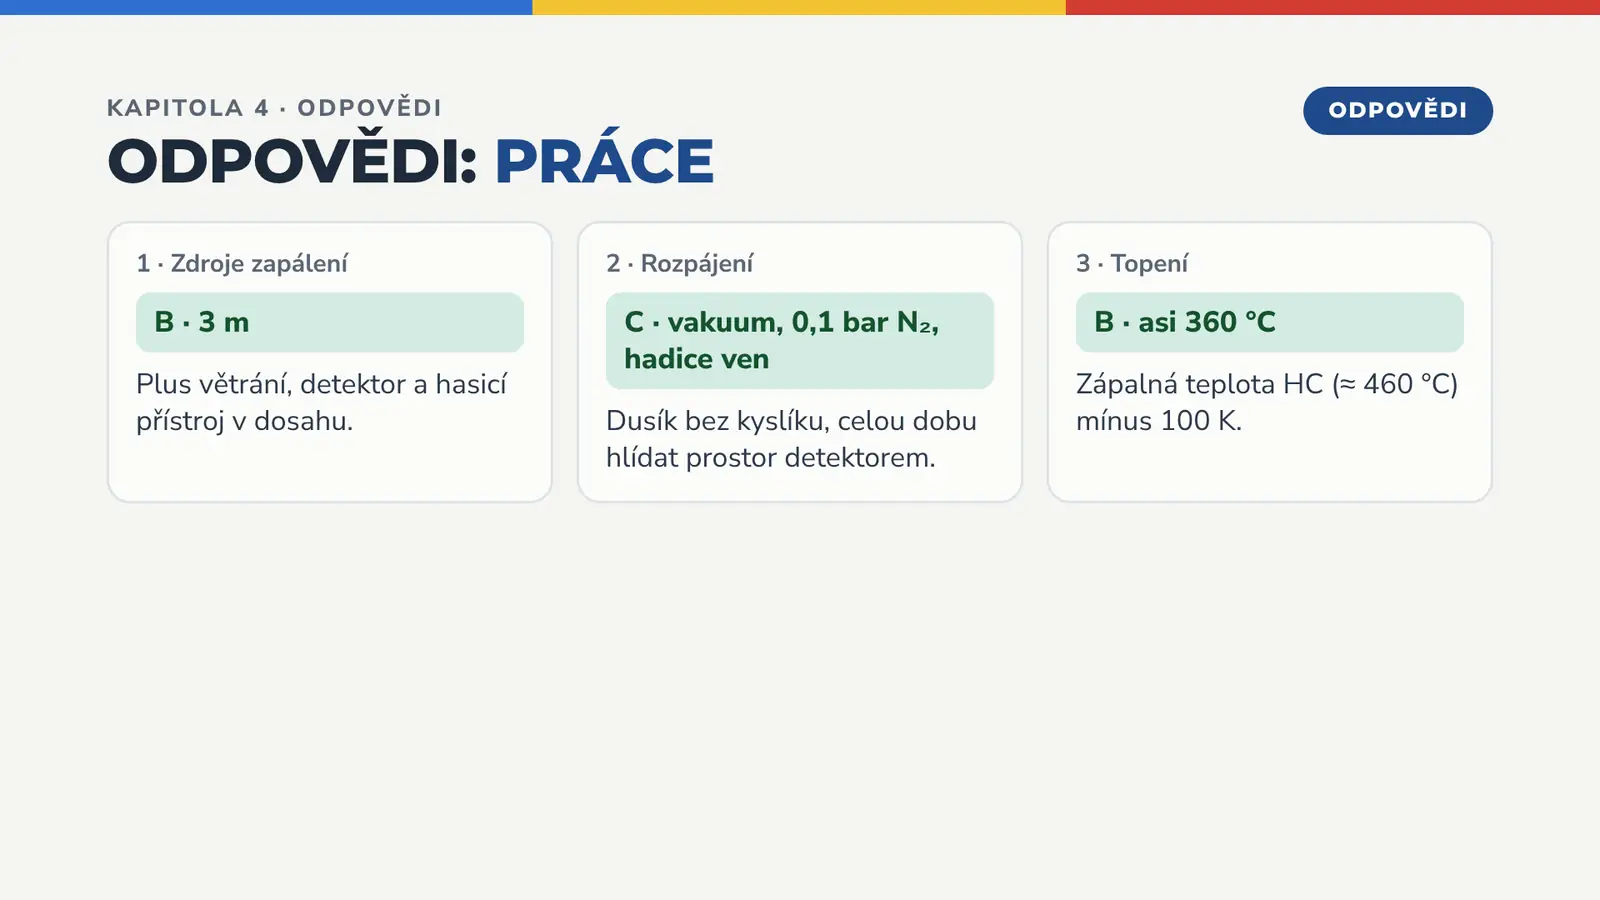 KAPITOLA 4 · ODPOVĚDI
ODPOVĚDI
ODPOVĚDI: PRÁCE
1 · Zdroje zapálení
B · 3 m
Plus větrání, detektor a hasicí
přístroj v dosahu.
2 · Rozpájení
C · vakuum, 0,1 bar N₂,
hadice ven
Dusík bez kyslíku, celou dobu
hlídat prostor detektorem.
3 · Topení
B · asi 360 °C
Zápalná teplota HC (≈ 460 °C)
mínus 100 K.